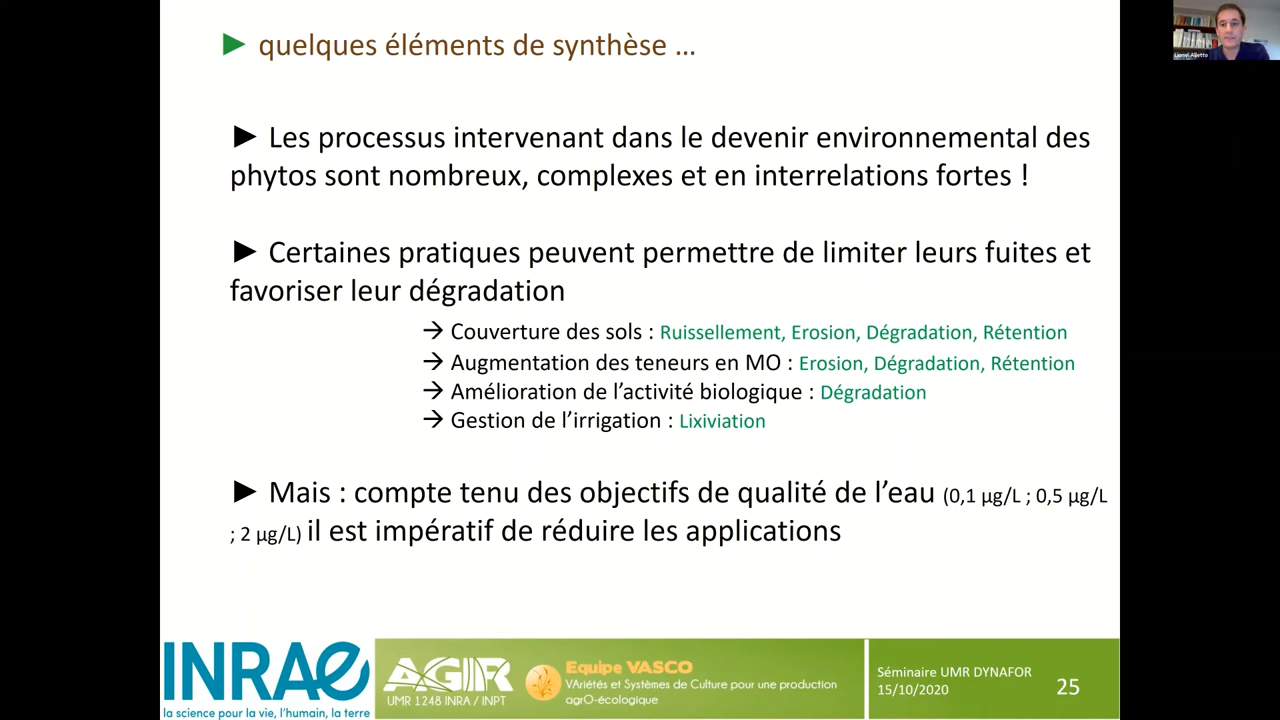 ► quelques éléments de synthèse …
► Les processus intervenant dans le devenir environnemental des
phytos sont nombreux, complexes et en interrelations fortes !
► Certaines pratiques peuvent permettre de limiter leurs fuites et
favoriser leur dégradation
→ Couverture des sols : Ruissellement, Erosion, Dégradation, Rétention
→ Augmentation des teneurs en MO : Erosion, Dégradation, Rétention
→ Amélioration de l’activité biologique : Dégradation
→ Gestion de l’irrigation : Lixiviation
► Mais : compte tenu des objectifs de qualité de l’eau (0,1 µg/L ; 0,5 µg/L
; 2 µg/L) il est impératif de réduire les applications
INRAE
la science pour la vie, l’humain, la terre
AGIR
UMR 1248 INRA / INPT
Equipe VASCO
VAriétés et Systèmes de Culture pour une production
agrO-écologique
Séminaire UMR DYNAFOR
15/10/2020
25
Lionel Alletto